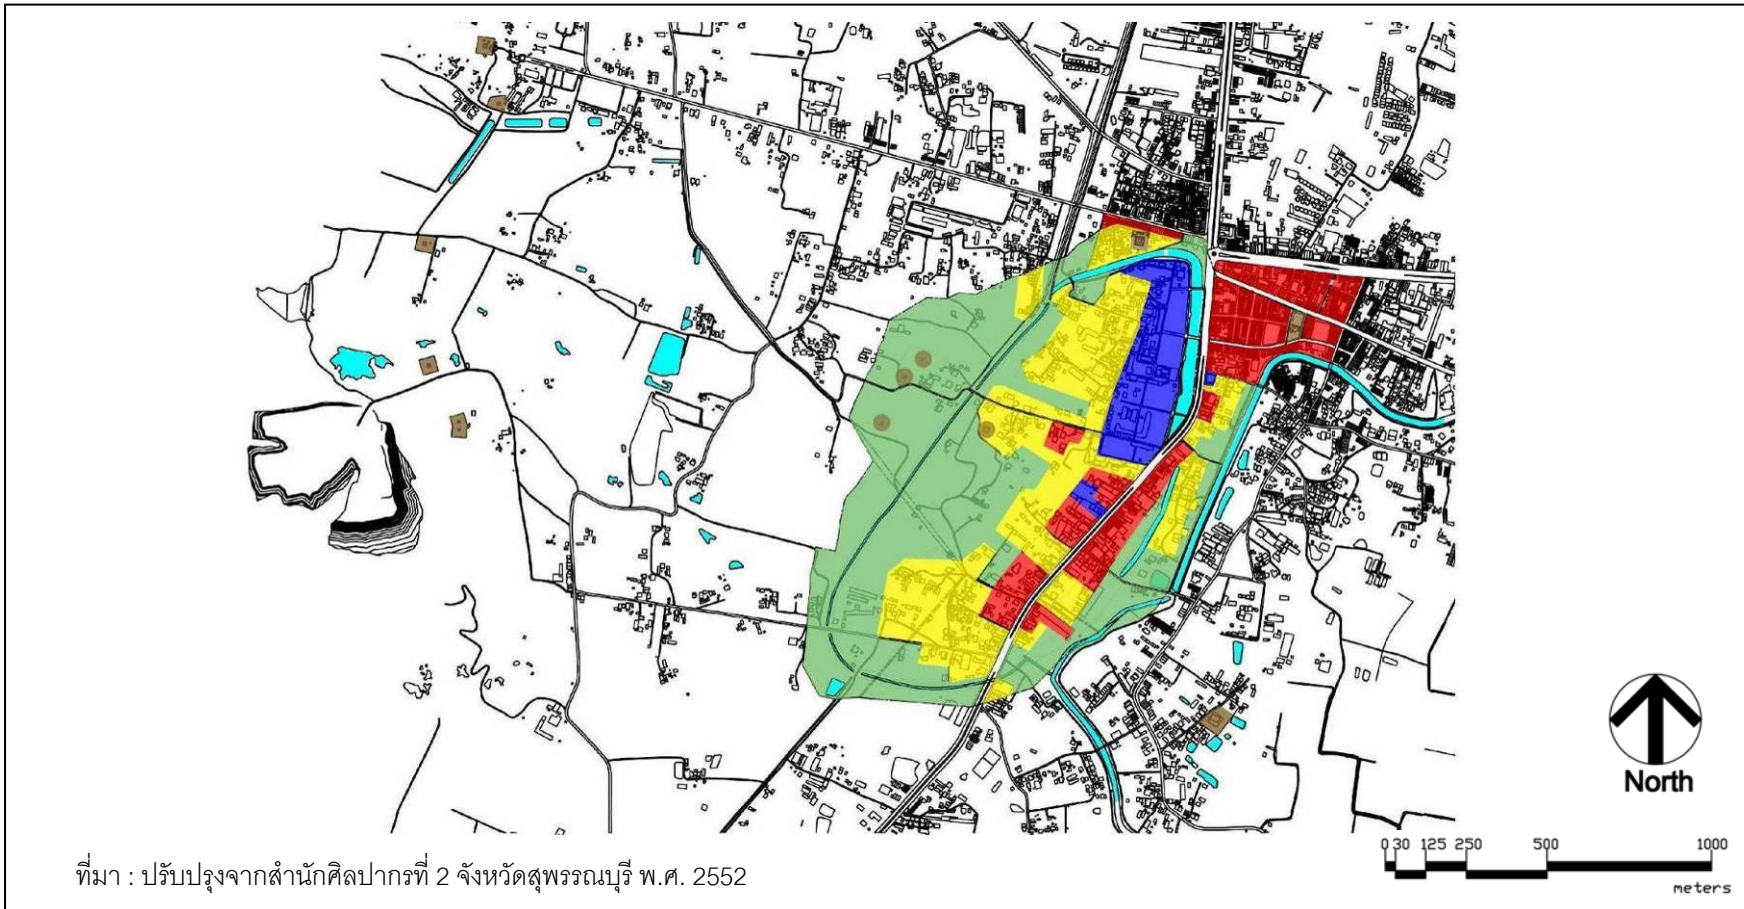 North
0 30 125 250 500 1000
meters
ที่มา : ปรับปรุงจากสำนักศิลปากรที่ 2 จังหวัดสุพรรณบุรี พ.ศ. 2552